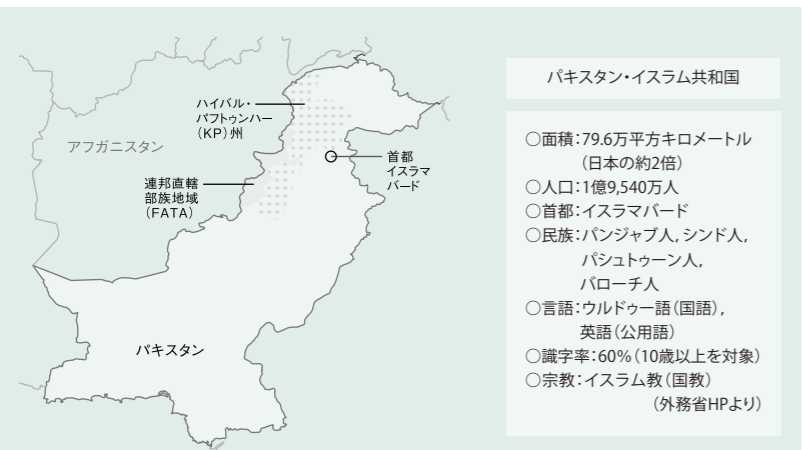 ハイバル・
パフトゥンハー
（KP）州
アフガニスタン
首都
イスラマ
バード
連邦直轄
部族地域
（FATA）
パキスタン
パキスタン・イスラム共和国
○面積：79.6万平方キロメートル
（日本の約2倍）
○人口：1億9,540万人
○首都：イスラマバード
○民族：パンジャブ人，シンド人，
パシュトゥーン人，
バローチ人
○言語：ウルドゥー語（国語），
英語（公用語）
○識字率：60％（10歳以上を対象）
○宗教：イスラム教（国教）
（外務省HPより）